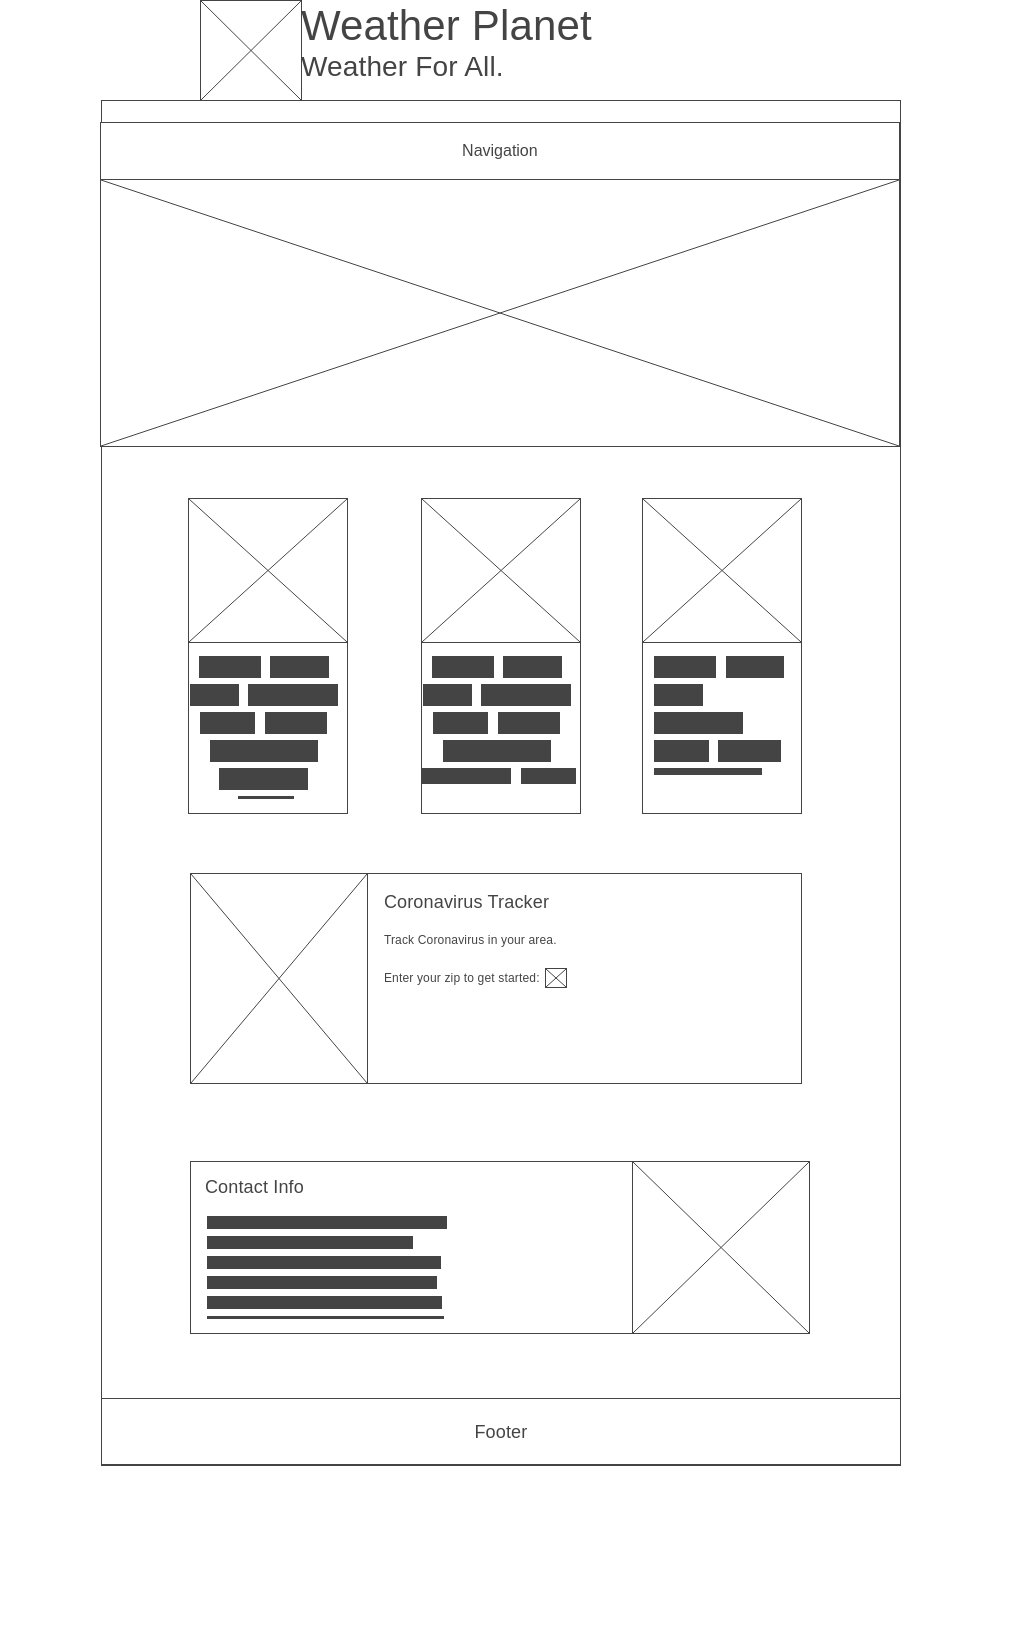 Weather Planet
Weather For All.
Navigation
Coronavirus Tracker
Track Coronavirus in your area.
Enter your zip to get started:
Contact Info
Footer